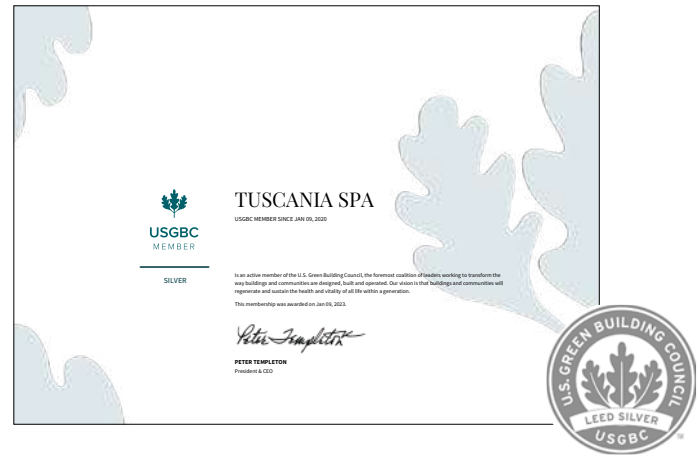 TUSCANIA SPA
USGBC MEMBER SINCE JAN 09, 2020
USGBC
MEMBER
SILVER
is an active member of the U.S. Green Building Council, the foremost coalition of leaders working to transform the
way buildings and communities are designed, built and operated. Our vision is that buildings and communities will
regenerate and sustain the health and vitality of all life within a generation.
This membership was awarded on Jan 09, 2023.
Peter Templeton
PETER TEMPLETON
President & CEO
U.S. GREEN BUILDING COUNCIL
LEED SILVER
USGBC
™